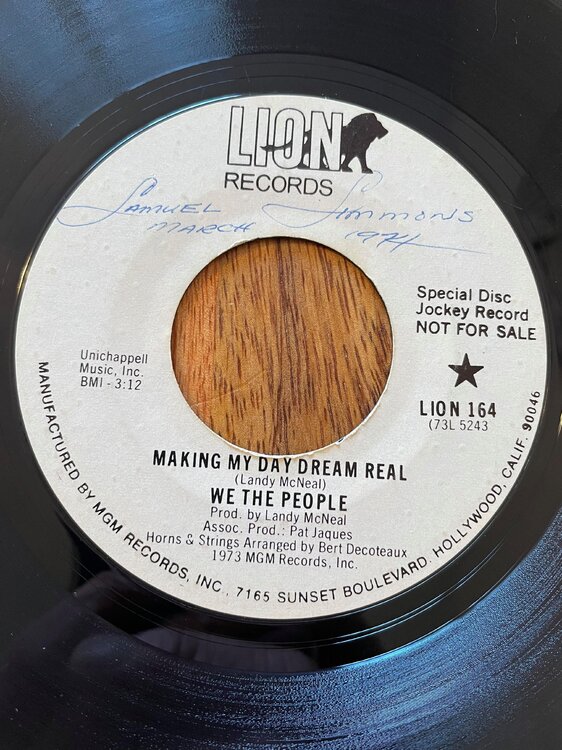 LION
RECORDS
SAMUEL SIMMONS
MARCH 1974
Special Disc
Jockey Record
NOT FOR SALE
Unichappell
Music, Inc.
BMI - 3:12
LION 164
(73L 5243
MAKING MY DAY DREAM REAL
(Landy McNeal)
WE THE PEOPLE
Prod. by Landy McNeal
Assoc. Prod.: Pat Jaques
Horns & Strings Arranged by Bert Decoteaux
1973 MGM Records, Inc.
MANUFACTURED BY MGM RECORDS, INC., 7165 SUNSET BOULEVARD, HOLLYWOOD, CALIF. 90046